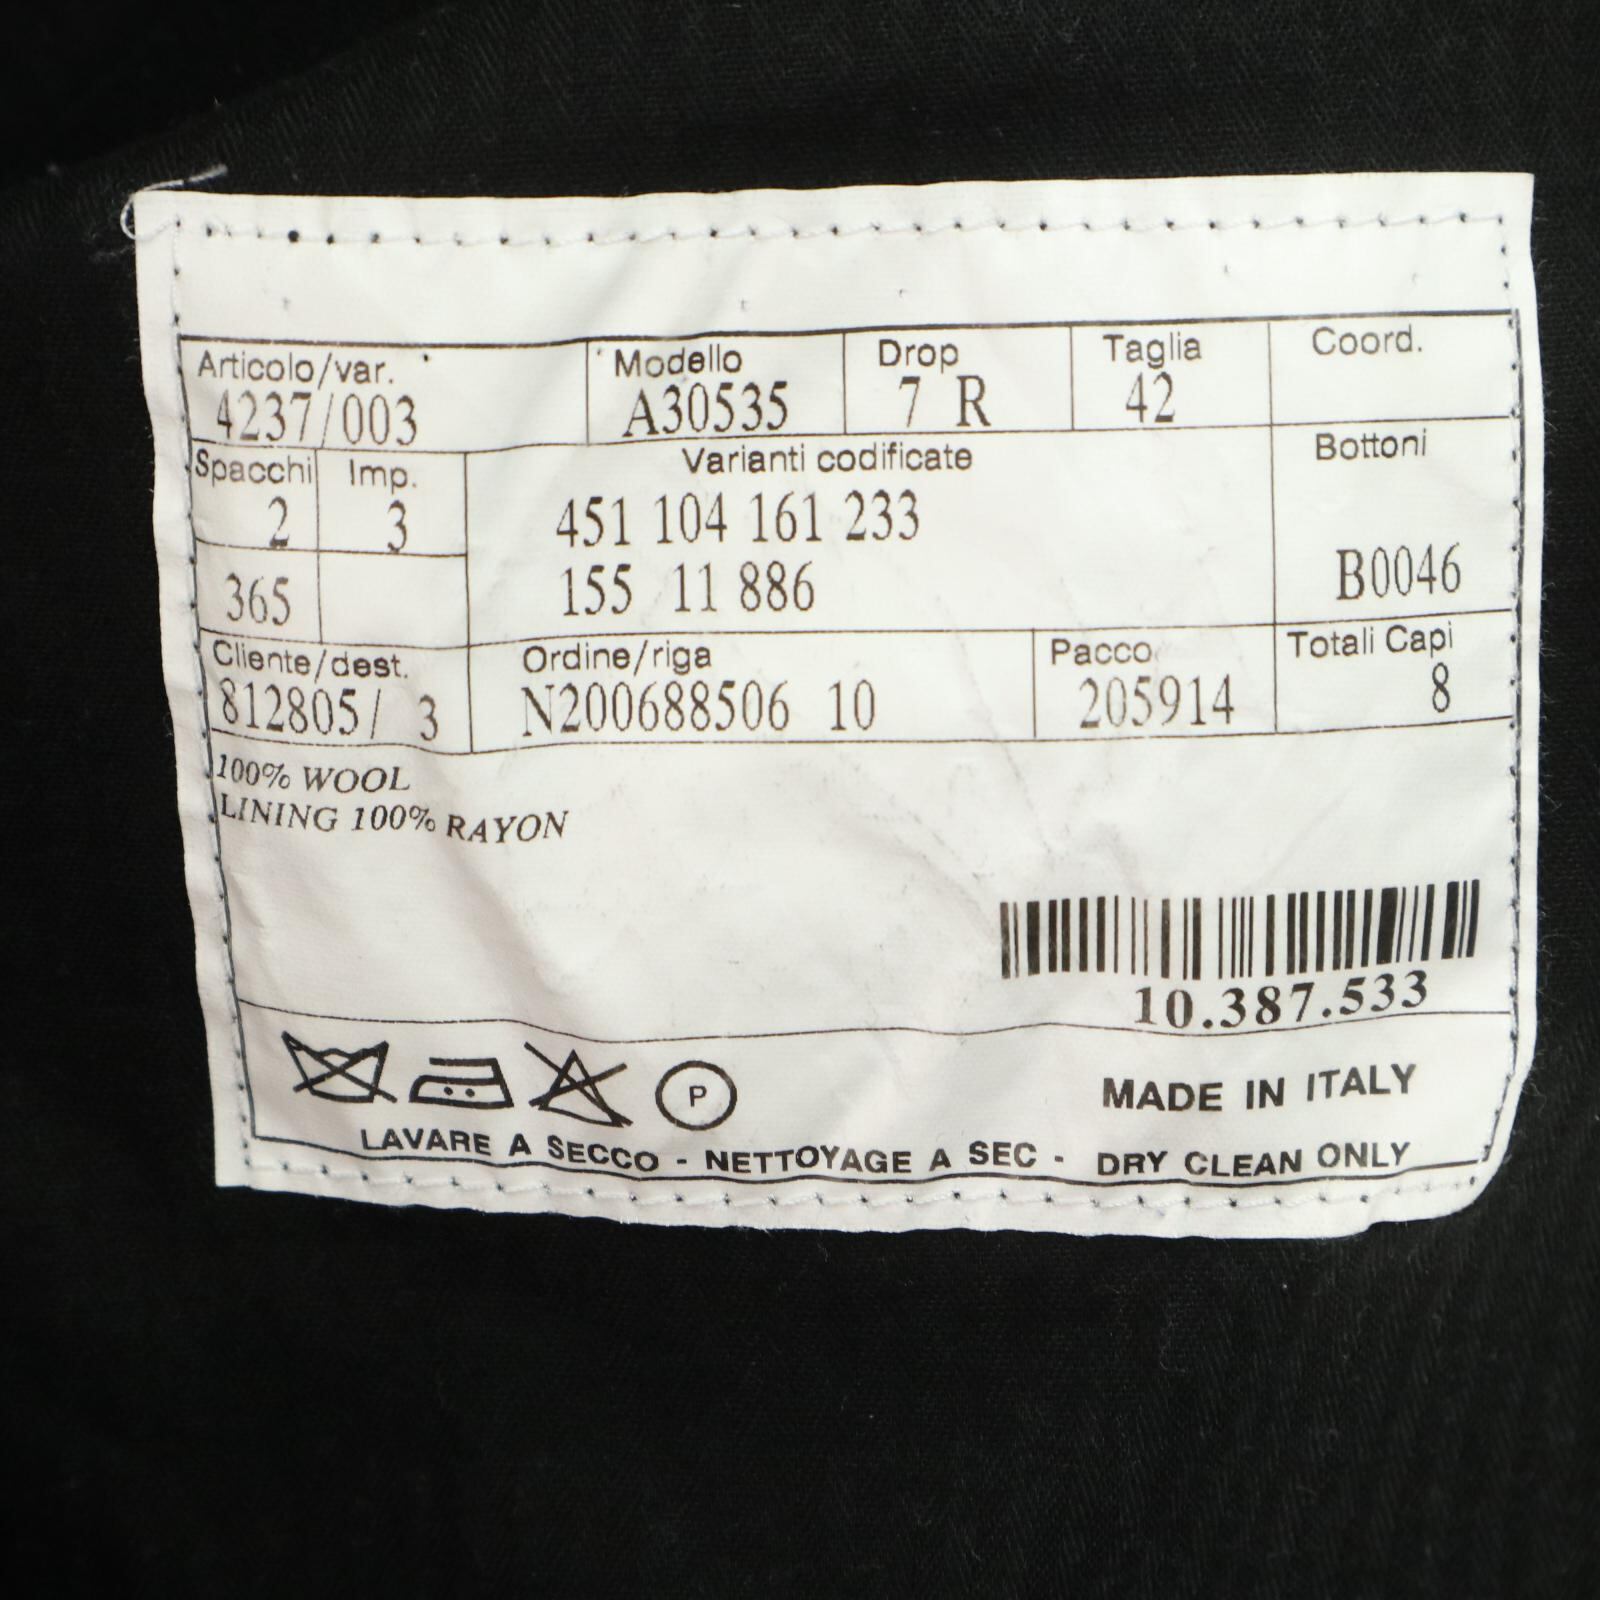 Articolo/var. Modello Drop Taglia Coord.
4237/003 A30535 7 R 42
Spacchi Imp. Varianti codificate Bottoni
2 3 451 104 161 233
365 155 11 886 B0046
Cliente/dest. Ordine/riga Pacco Totali Capi
812805/ 3 N200688506 10 205914 8
100% WOOL
LINING 100% RAYON
10.387.533
P MADE IN ITALY
LAVARE A SECCO - NETTOYAGE A SEC - DRY CLEAN ONLY